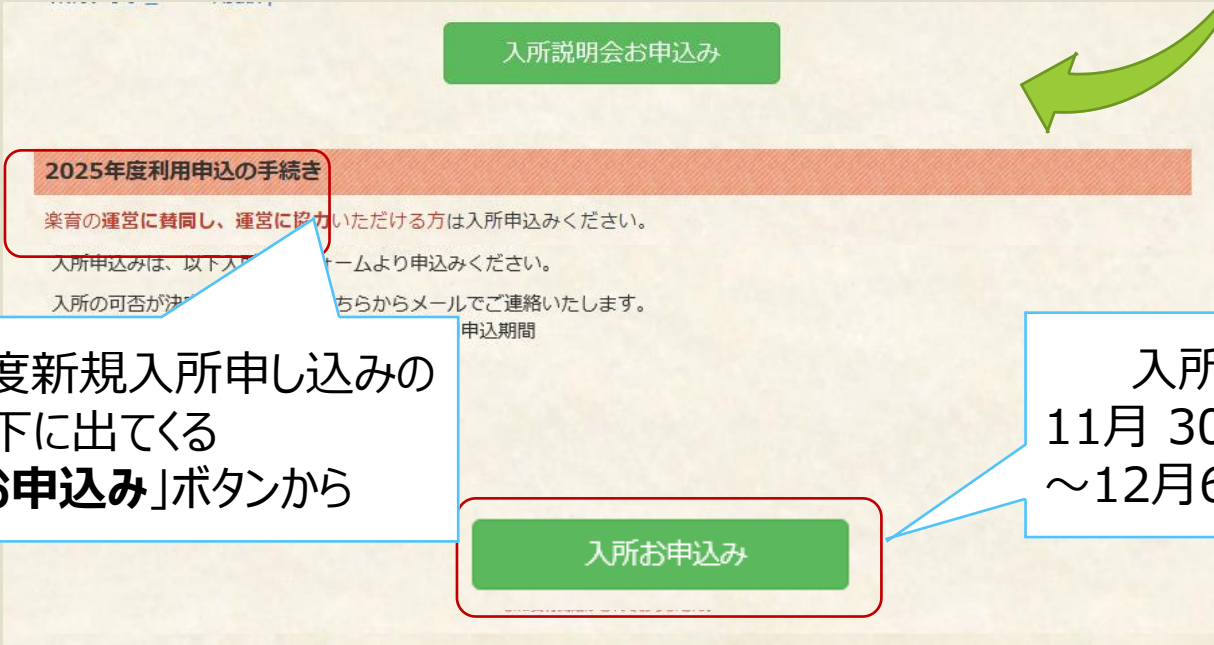 入所説明会お申込み
2025年度利用申込の手続き
楽育の運営に賛同し、運営に協力いただける方は入所申込みください。
入所申込みは、以下入 ームより申込みください。
入所の可否が決 ちらからメールでご連絡いたします。
申込期間
度新規入所申し込みの
下に出てくる
お申込み」ボタンから
入所
11月 30
～12月6
入所お申込み